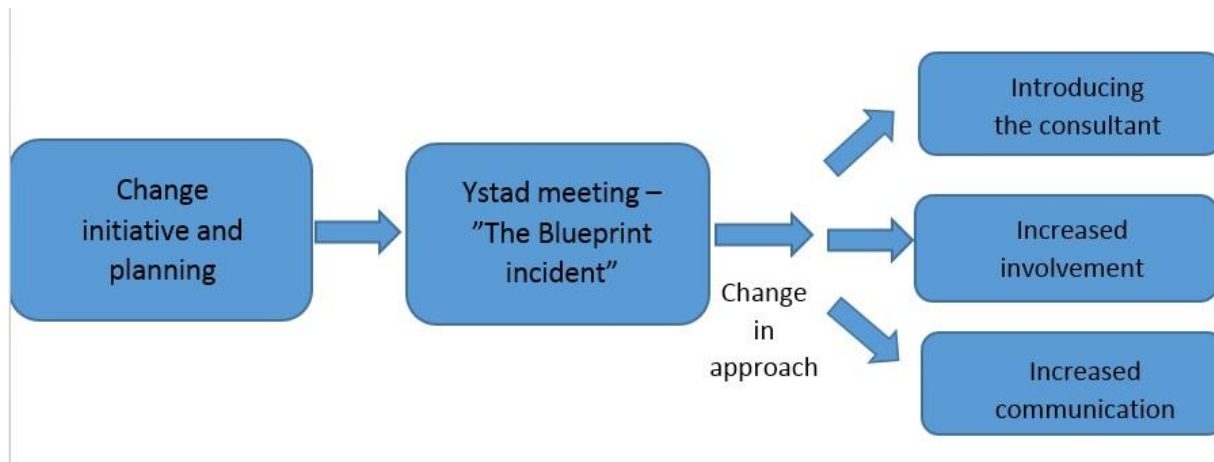 Change
initiative and
planning
Ystad meeting –
”The Blueprint
incident”
Change
in
approach
Introducing
the consultant
Increased
involvement
Increased
communication